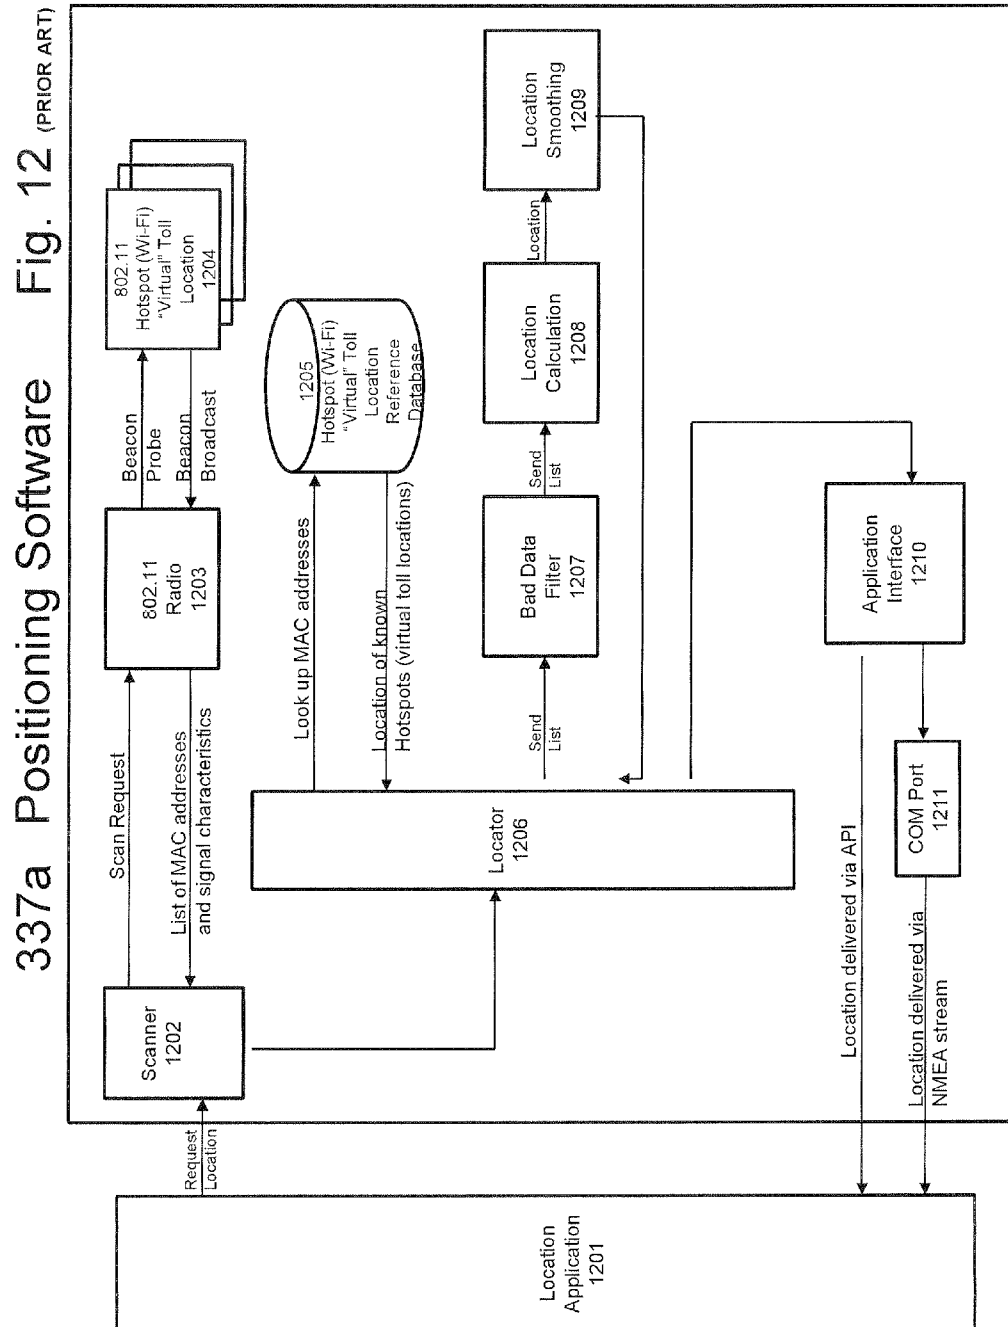 337a Positioning Software Fig. 12 (PRIOR ART)
Location
Application
1201
Request
Location
Scanner
1202
Scan Request
List of MAC addresses
and signal characteristics
802.11
Radio
1203
Beacon
Probe
Beacon
Broadcast
802.11
Hotspot (Wi-Fi)
“Virtual” Toll
Location
1204
Look up MAC addresses
Location of known
Hotspots (virtual toll locations)
1205
Hotspot (Wi-Fi)
“Virtual” Toll
Location
Reference
Database
Locator
1206
Send
List
Bad Data
Filter
1207
Send
List
Location
Calculation
1208
Location
Location
Smoothing
1209
Application
Interface
1210
COM Port
1211
Location delivered via API
Location delivered via
NMEA stream